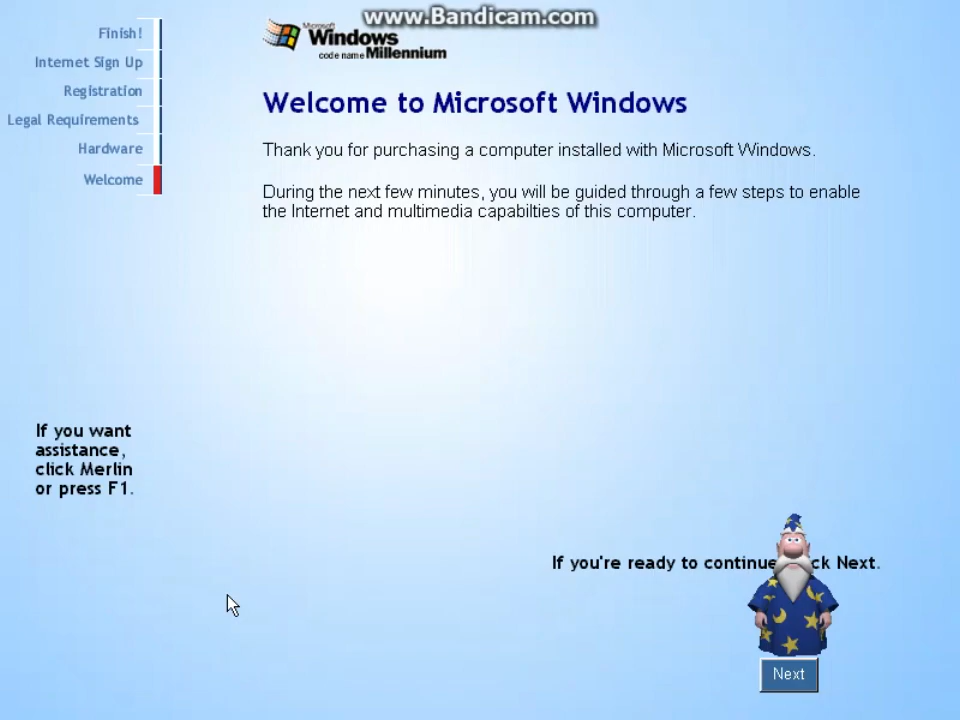 www.Bandicam.com
Finish!
Internet Sign Up
Registration
Legal Requirements
Hardware
Welcome
Microsoft
Windows
code name Millennium
Welcome to Microsoft Windows
Thank you for purchasing a computer installed with Microsoft Windows.
During the next few minutes, you will be guided through a few steps to enable
the Internet and multimedia capabilties of this computer.
If you want
assistance,
click Merlin
or press F1.
If you're ready to continue ck Next.
Next